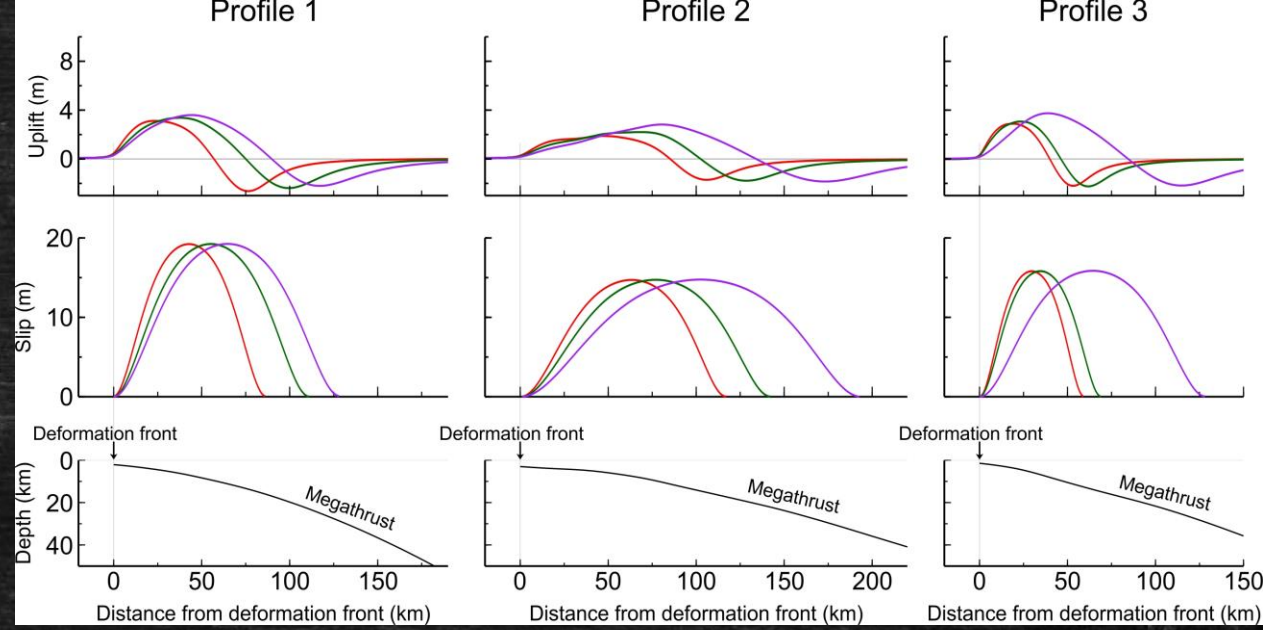 Profile 1
Profile 2
Profile 3
Uplift (m)
8
4
0
Slip (m)
20
10
0
Deformation front
Deformation front
Deformation front
Depth (km)
0
20
40
Megathrust
Megathrust
Megathrust
0 50 100 150
0 50 100 150 200
0 50 100 150
Distance from deformation front (km)
Distance from deformation front (km)
Distance from deformation front (km)